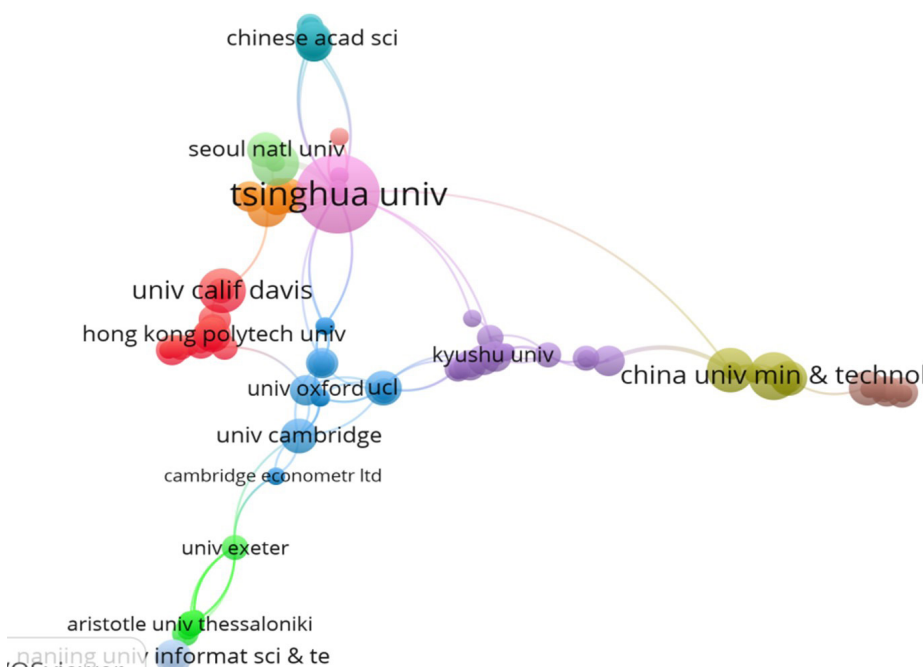 chinese acad sci
seoul natl univ
tsinghua univ
univ calif davis
hong kong polytech univ
kyushu univ
china univ min & technol
univ oxford
ucl
univ cambridge
cambridge econometr ltd
univ exeter
aristotle univ thessaloniki
nanjing univ informat sci & te